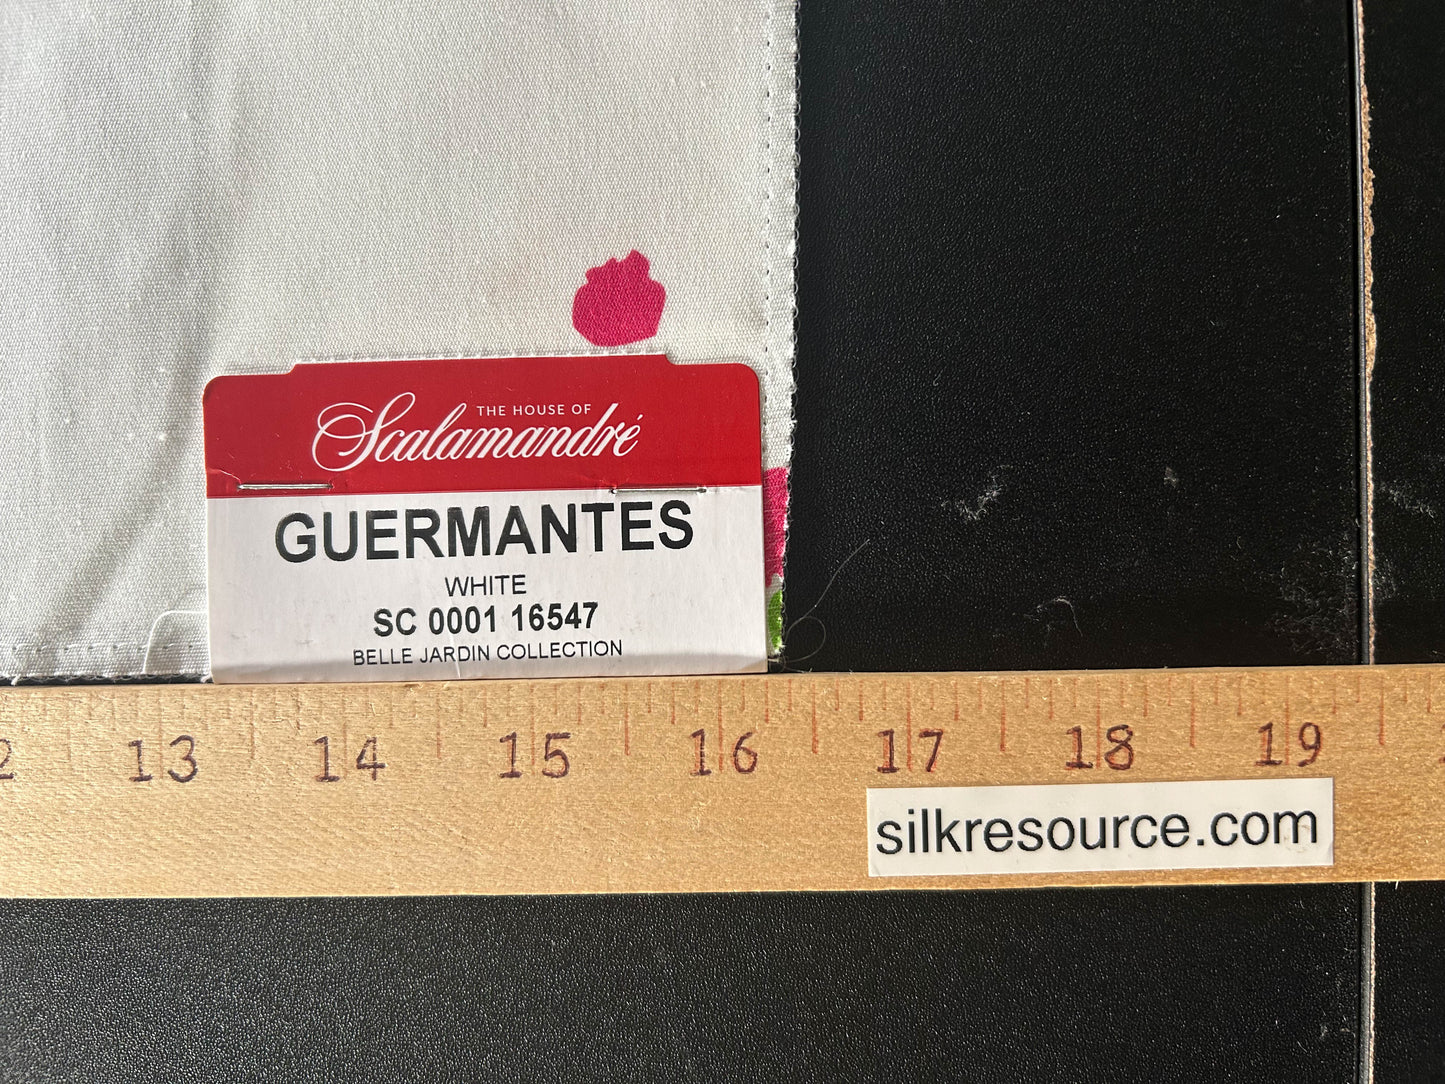 THE HOUSE OF
Scalamandré
GUERMANTES
WHITE
SC 0001 16547
BELLE JARDIN COLLECTION
2 13 14 15 16 17 18 19
silkresource.com